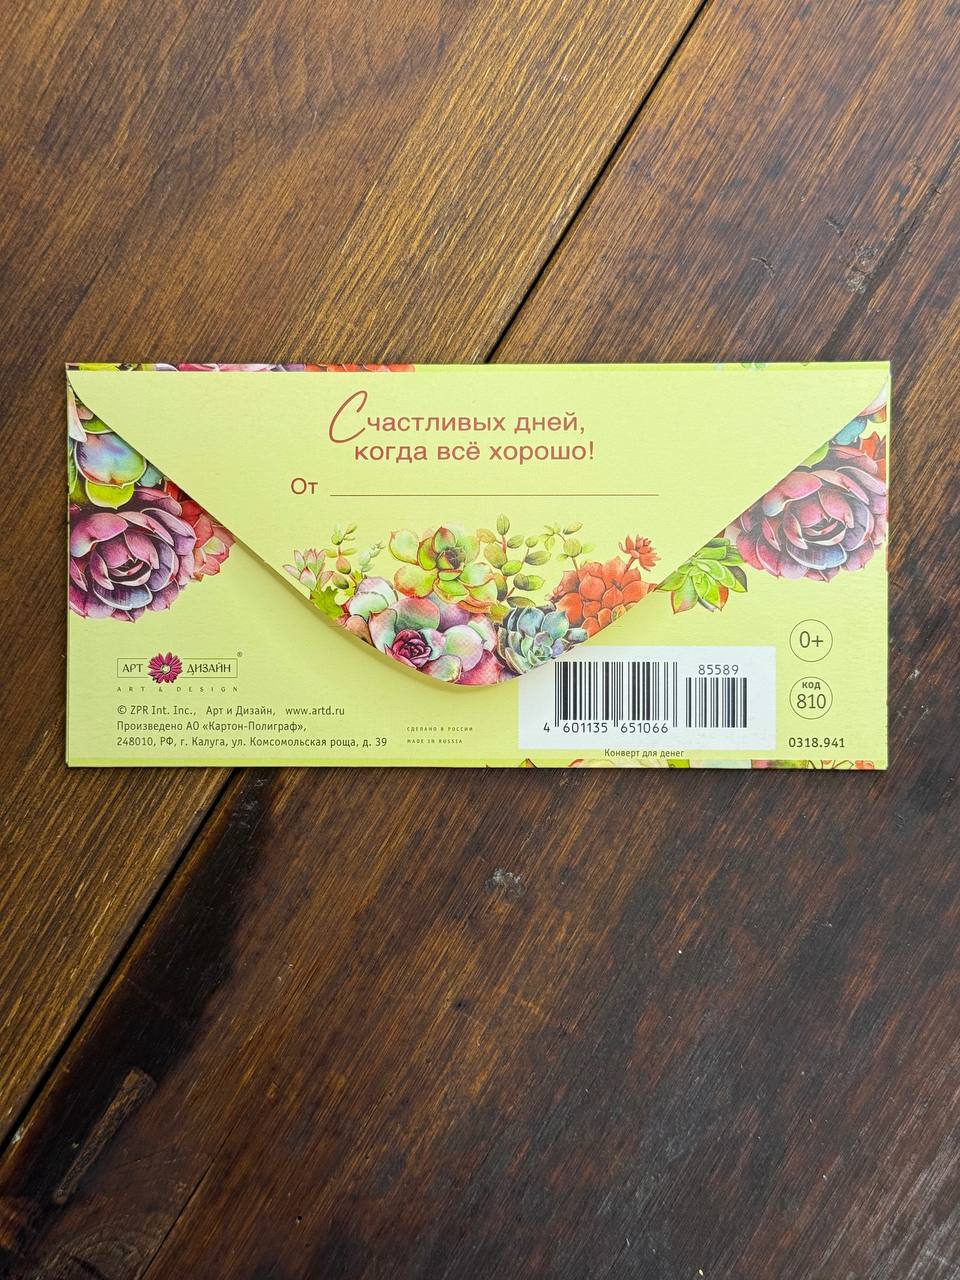 Счастливых дней,
когда всё хорошо!
От
АРТ ДИЗАЙН ®
ART & DESIGN
© ZPR Int. Inc., Арт и Дизайн, www.artd.ru
Произведено АО «Картон-Полиграф»,
248010, РФ, г. Калуга, ул. Комсомольская роща, д. 39
СДЕЛАНО В РОССИИ
MADE IN RUSSIA
85589
4 601135 651066
Конверт для денег
0+
код
810
0318.941